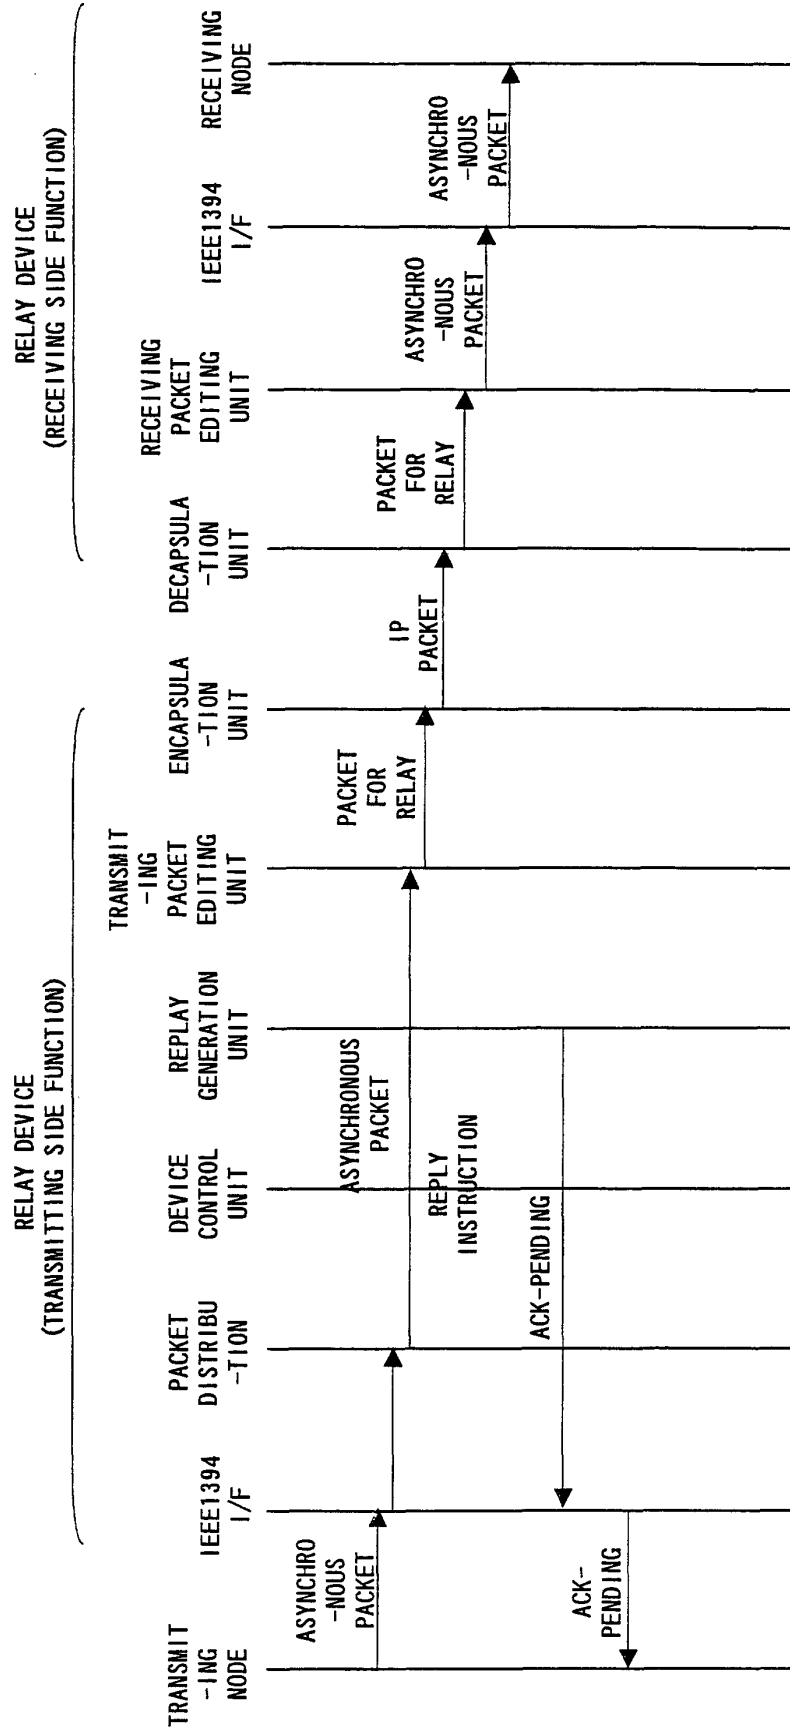 RELAY DEVICE
(TRANSMITTING SIDE FUNCTION)
RELAY DEVICE
(RECEIVING SIDE FUNCTION)
TRANSMIT
-ING
NODE
IEEE1394
I/F
PACKET
DISTRIBU
-TION
DEVICE
CONTROL
UNIT
REPLAY
GENERATION
UNIT
TRANSMIT
-ING
PACKET
EDITING
UNIT
ENCAPSULA
-TION
UNIT
DECAPSULA
-TION
UNIT
RECEIVING
PACKET
EDITING
UNIT
IEEE1394
I/F
RECEIVING
NODE
ASYNCHRO
-NOUS
PACKET
ASYNCHRONOUS
PACKET
PACKET
FOR
RELAY
IP
PACKET
PACKET
FOR
RELAY
ASYNCHRO
-NOUS
PACKET
ASYNCHRO
-NOUS
PACKET
REPLY
INSTRUCTION
ACK-PENDING
ACK-
PENDING